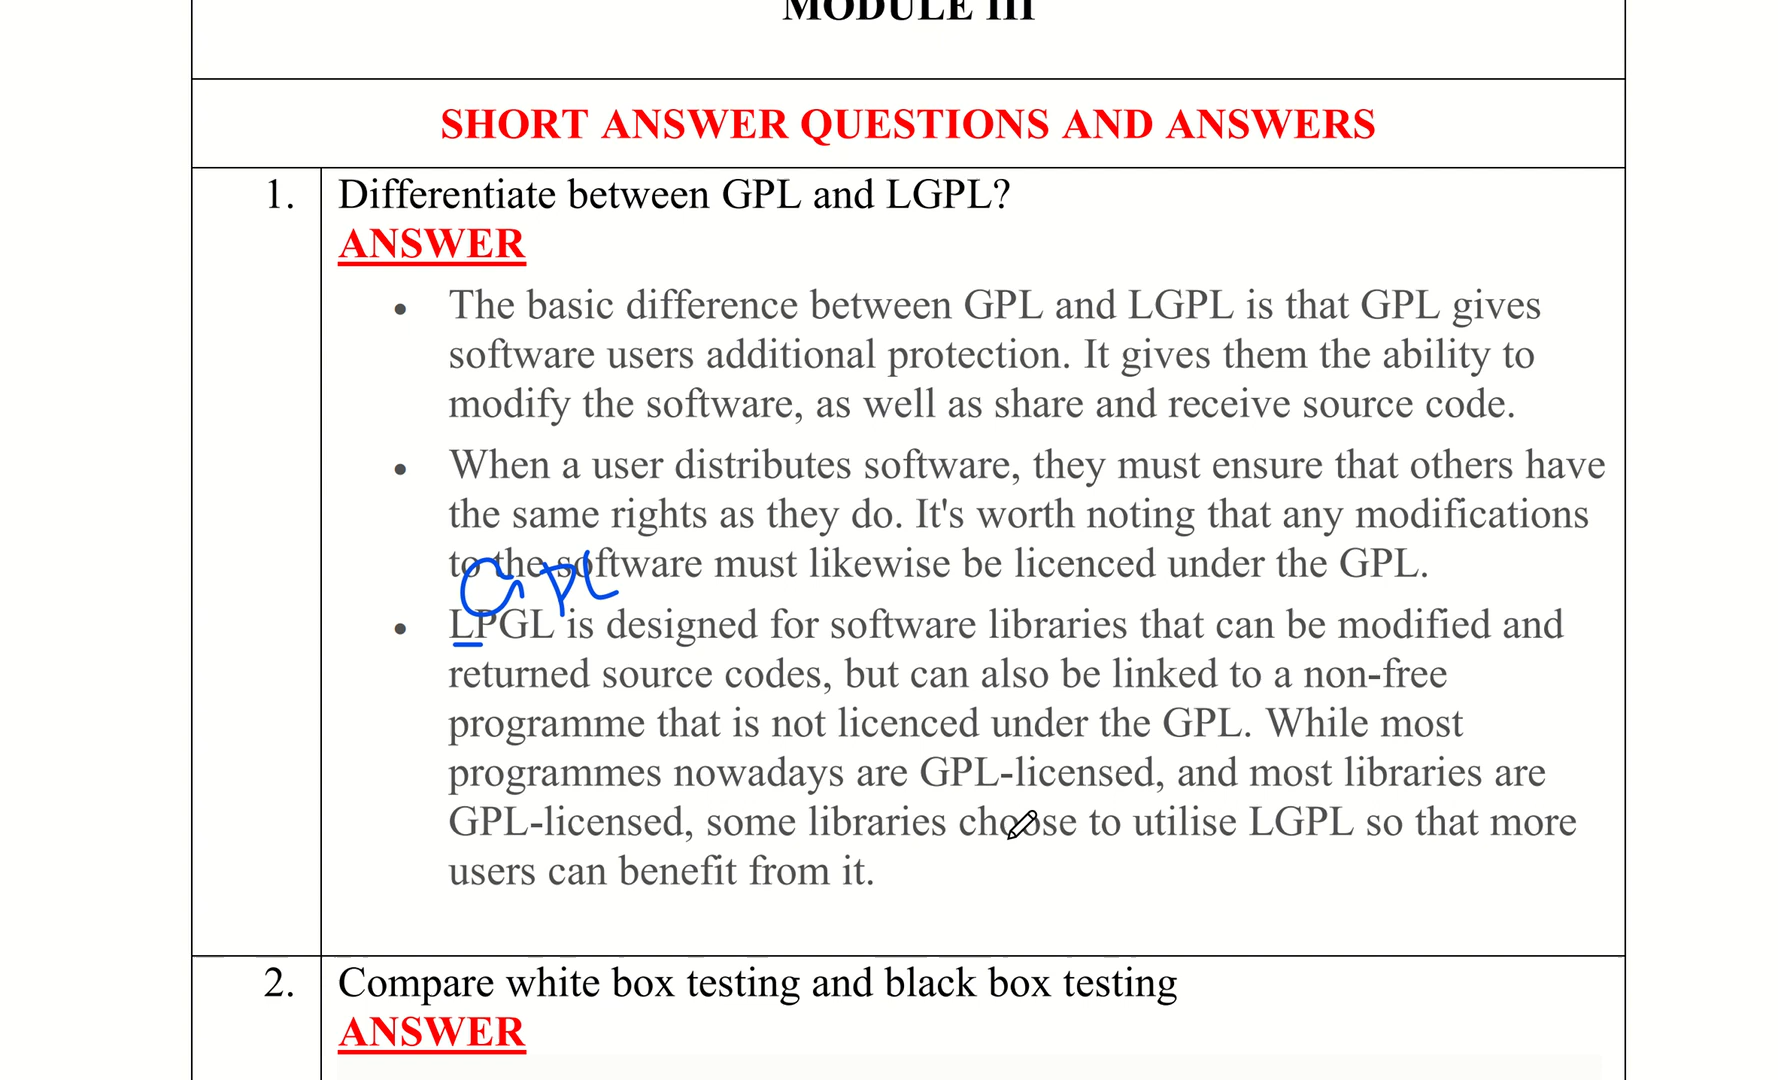 MODULE III
SHORT ANSWER QUESTIONS AND ANSWERS
1. Differentiate between GPL and LGPL?
ANSWER
• The basic difference between GPL and LGPL is that GPL gives
software users additional protection. It gives them the ability to
modify the software, as well as share and receive source code.
• When a user distributes software, they must ensure that others have
the same rights as they do. It's worth noting that any modifications
to the software must likewise be licenced under the GPL.
GPL
• LPGL is designed for software libraries that can be modified and
returned source codes, but can also be linked to a non-free
programme that is not licenced under the GPL. While most
programmes nowadays are GPL-licensed, and most libraries are
GPL-licensed, some libraries choose to utilise LGPL so that more
users can benefit from it.
2. Compare white box testing and black box testing
ANSWER